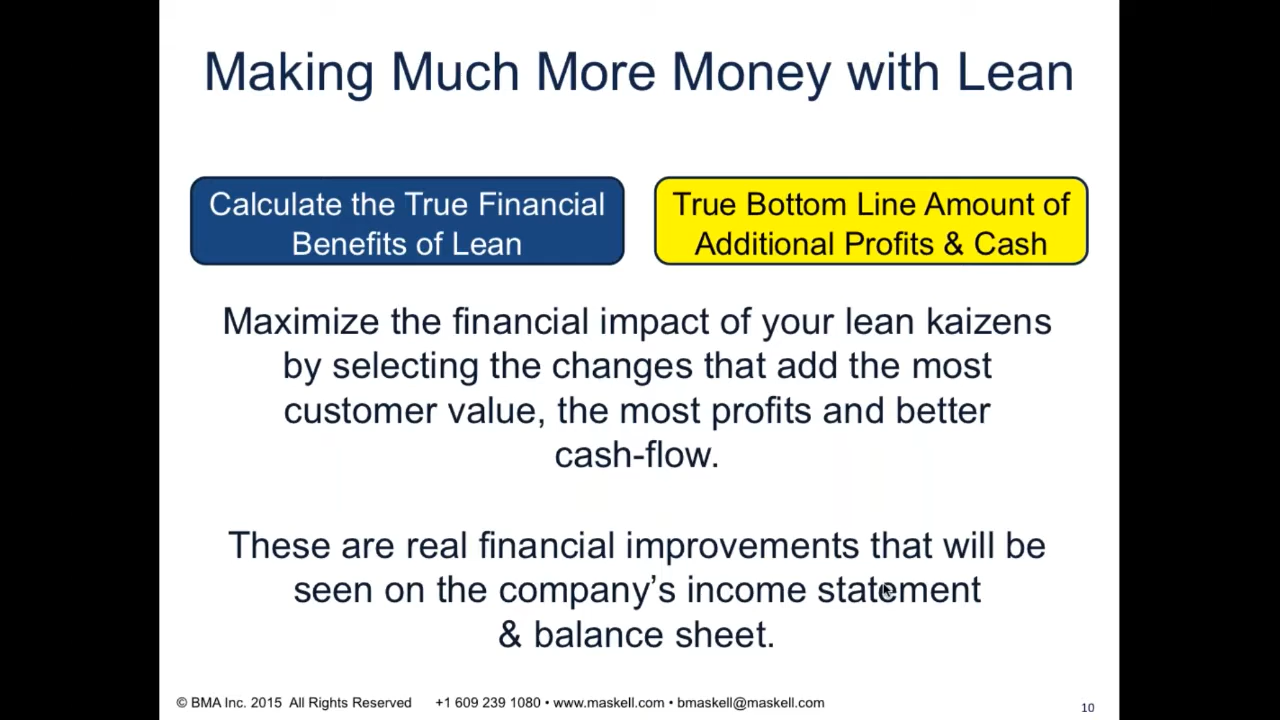 Making Much More Money with Lean
Calculate the True Financial
Benefits of Lean
True Bottom Line Amount of
Additional Profits & Cash
Maximize the financial impact of your lean kaizens
by selecting the changes that add the most
customer value, the most profits and better
cash-flow.
These are real financial improvements that will be
seen on the company’s income statement
& balance sheet.
© BMA Inc. 2015 All Rights Reserved +1 609 239 1080 • www.maskell.com • bmaskell@maskell.com
10